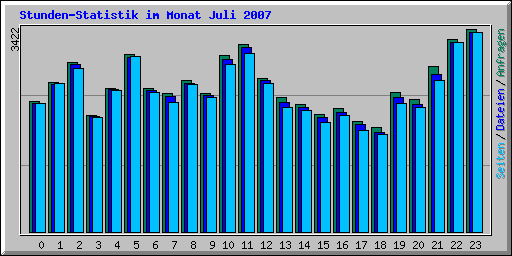 Stunden-Statistik im Monat Juli 2007
3422
Seiten / Dateien / Anfragen
0 1 2 3 4 5 6 7 8 9 10 11 12 13 14 15 16 17 18 19 20 21 22 23